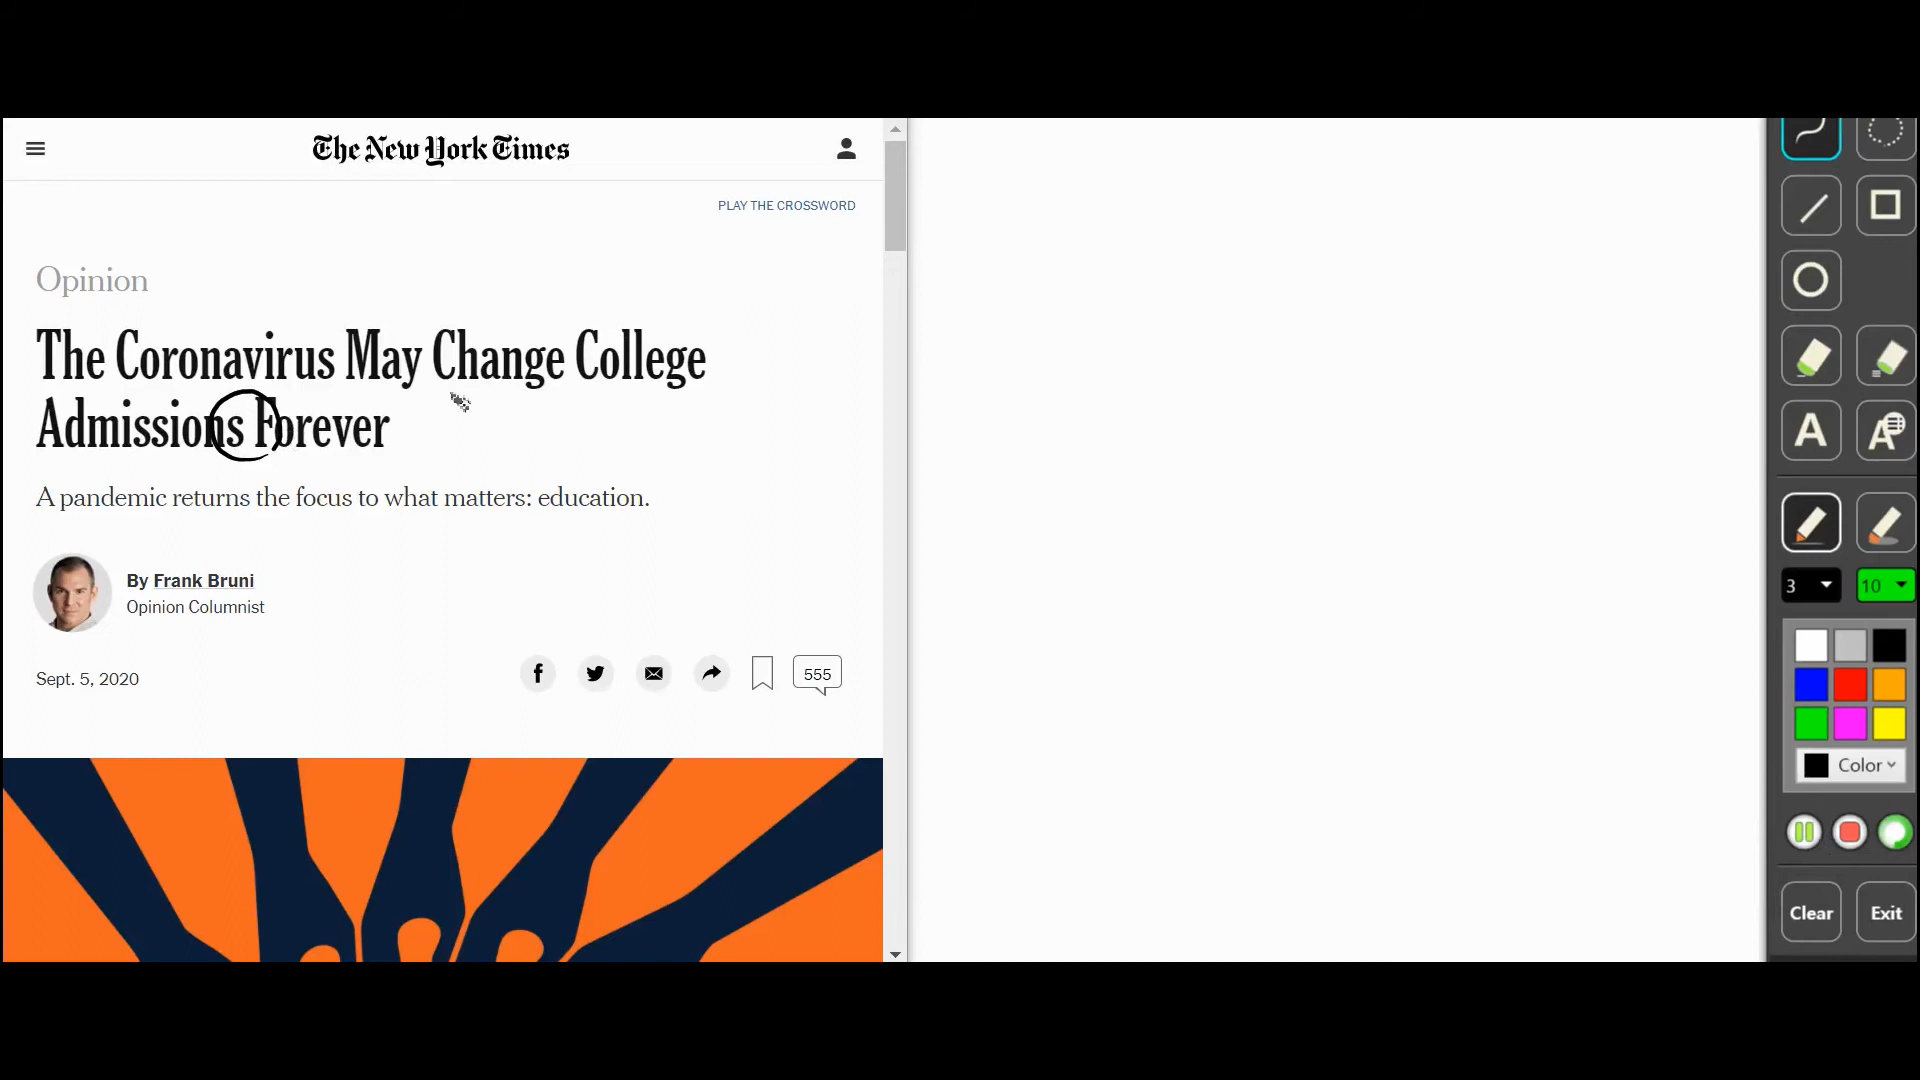 The New York Times
PLAY THE CROSSWORD
Opinion
The Coronavirus May Change College
Admissions Forever
A pandemic returns the focus to what matters: education.
By Frank Bruni
Opinion Columnist
Sept. 5, 2020
555
A
A
3
10
Color
Clear
Exit